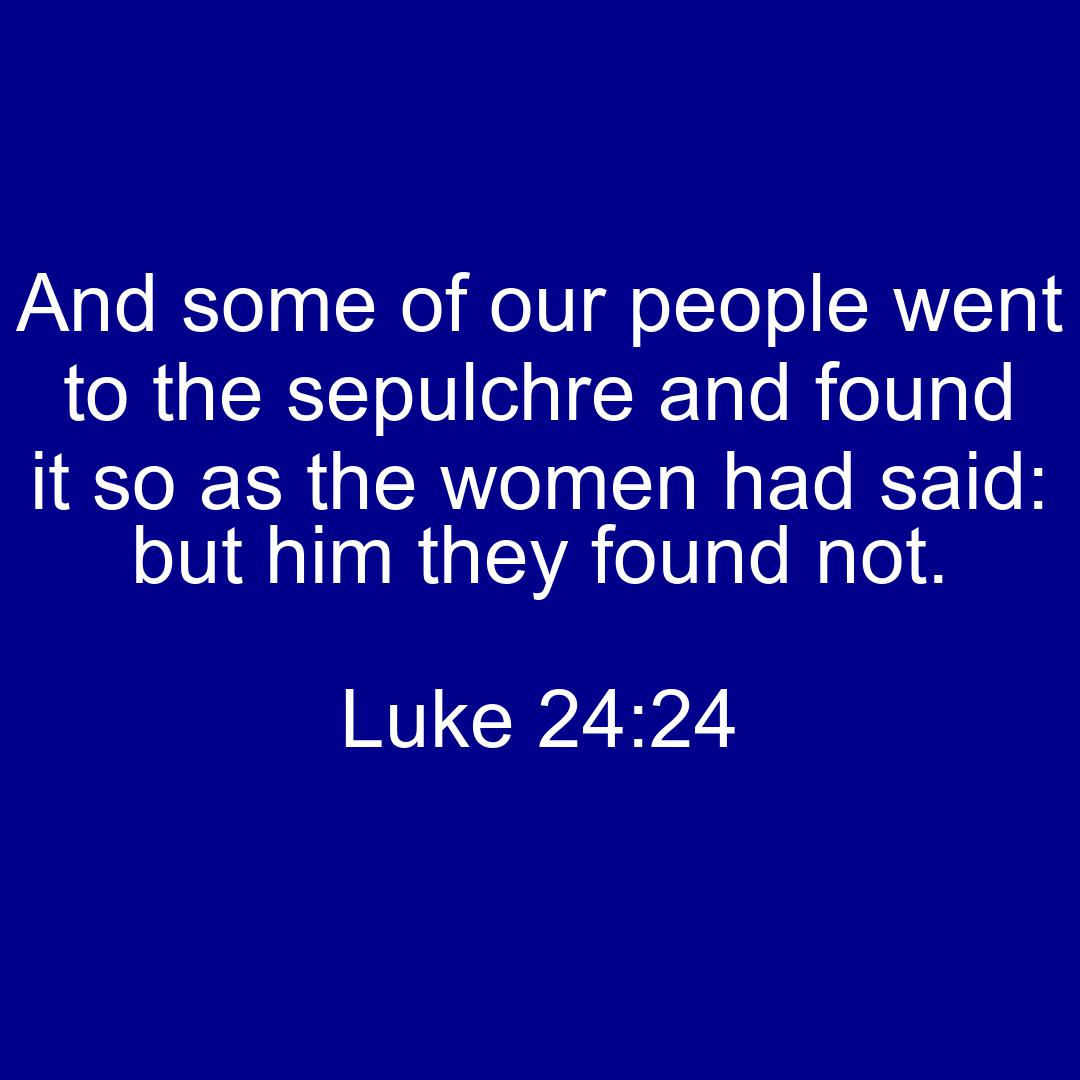 And some of our people went
to the sepulchre and found
it so as the women had said:
but him they found not.
Luke 24:24